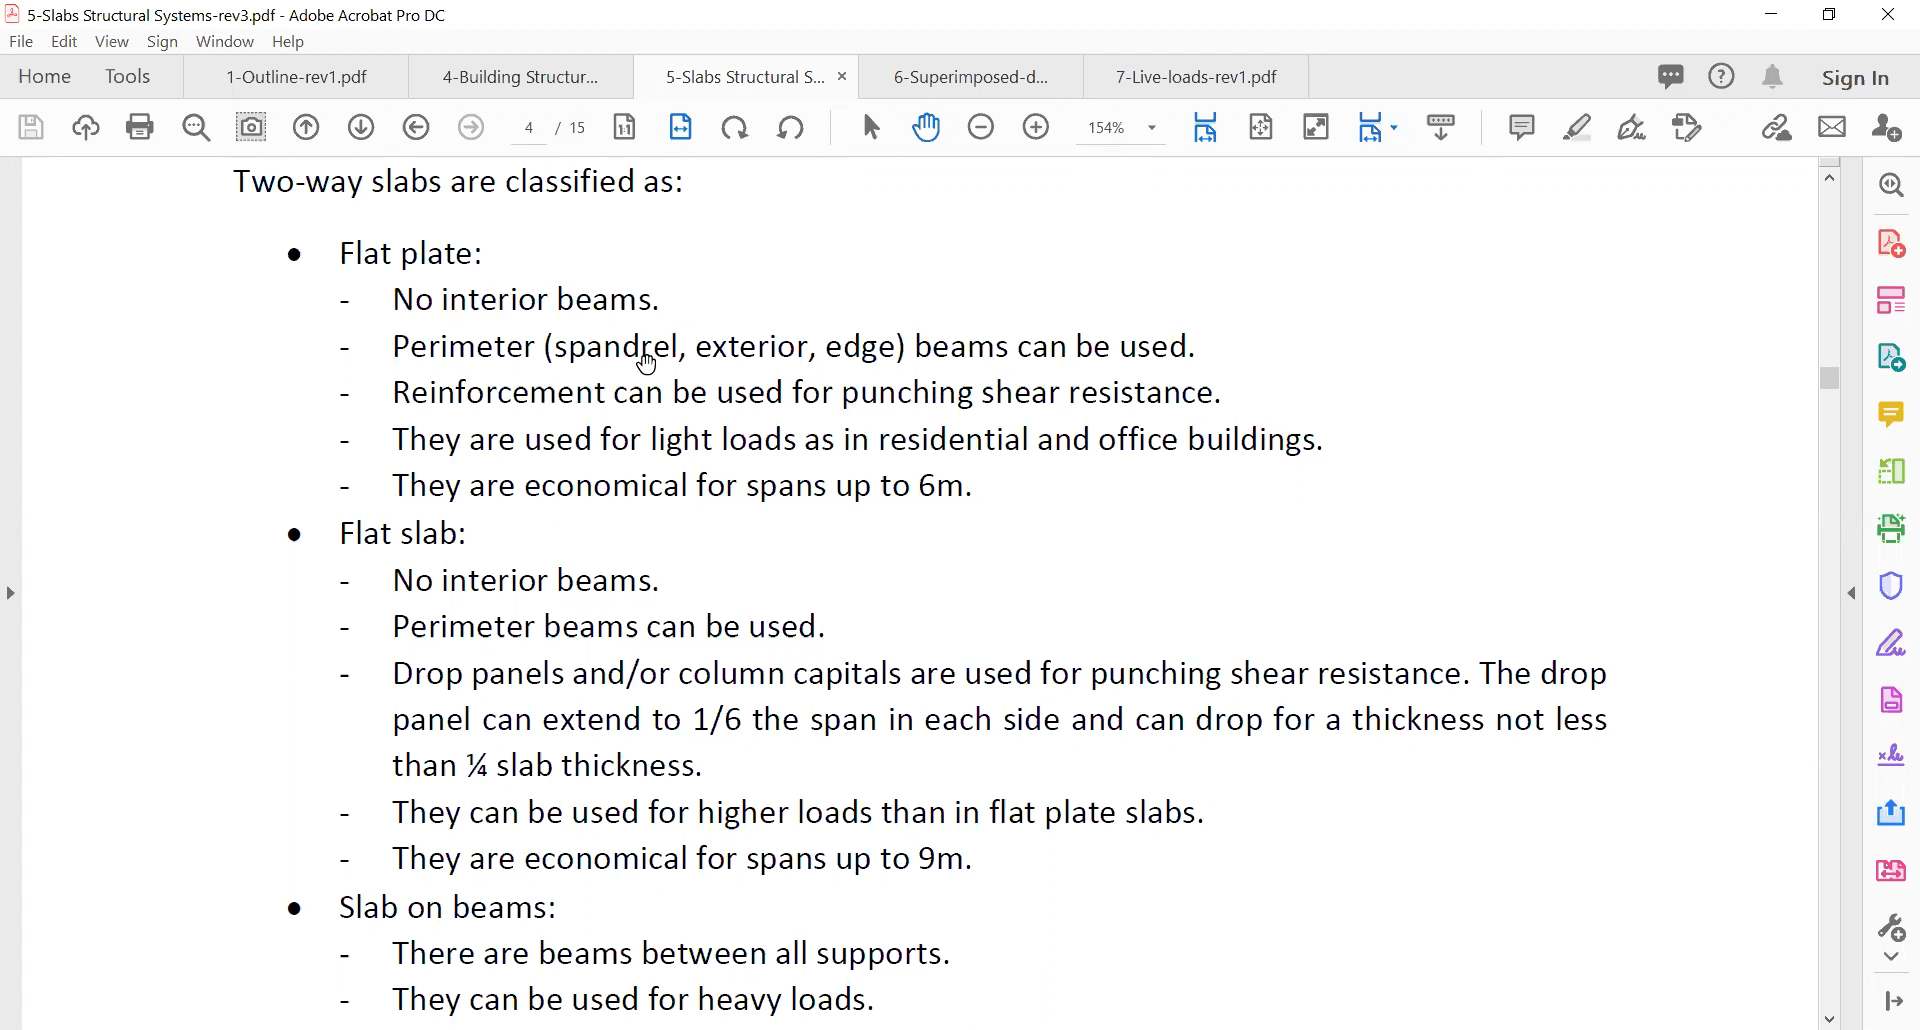 5-Slabs Structural Systems-rev3.pdf - Adobe Acrobat Pro DC
File Edit View Sign Window Help
Home Tools 1-Outline-rev1.pdf 4-Building Structur... 5-Slabs Structural S... × 6-Superimposed-d... 7-Live-loads-rev1.pdf Sign In
4 / 15 154%
Two-way slabs are classified as:
• Flat plate:
- No interior beams.
- Perimeter (spandrel, exterior, edge) beams can be used.
- Reinforcement can be used for punching shear resistance.
- They are used for light loads as in residential and office buildings.
- They are economical for spans up to 6m.
• Flat slab:
- No interior beams.
- Perimeter beams can be used.
- Drop panels and/or column capitals are used for punching shear resistance. The drop
panel can extend to 1/6 the span in each side and can drop for a thickness not less
than ¼ slab thickness.
- They can be used for higher loads than in flat plate slabs.
- They are economical for spans up to 9m.
• Slab on beams:
- There are beams between all supports.
- They can be used for heavy loads.